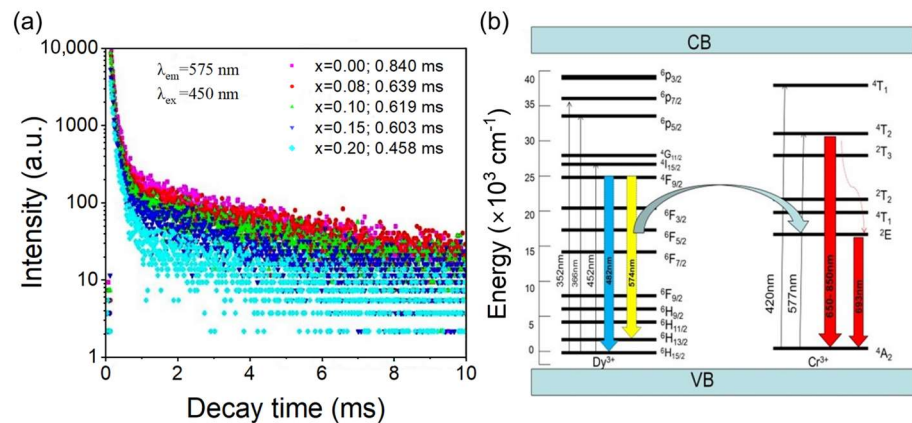 (a)
10,000
1000
100
10
1
Intensity (a.u.)
λem=575 nm
λex=450 nm
x=0.00; 0.840 ms
x=0.08; 0.639 ms
x=0.10; 0.619 ms
x=0.15; 0.603 ms
x=0.20; 0.458 ms
0 2 4 6 8 10
Decay time (ms)
(b)
CB
Energy (×10³ cm⁻¹)
40
35
30
25
20
15
10
5
0
⁶P3/2
⁶P7/2
⁶P5/2
⁴G11/2
⁴I15/2
⁴F9/2
⁶F3/2
⁶F5/2
⁶F7/2
⁶F9/2
⁶H9/2
⁶H11/2
⁶H13/2
⁶H15/2
352nm
366nm
452nm
482nm
574nm
Dy³⁺
⁴T1
⁴T2
²T3
²T2
⁴T1
²E
⁴A2
420nm
577nm
650- 850nm
693nm
Cr³⁺
VB